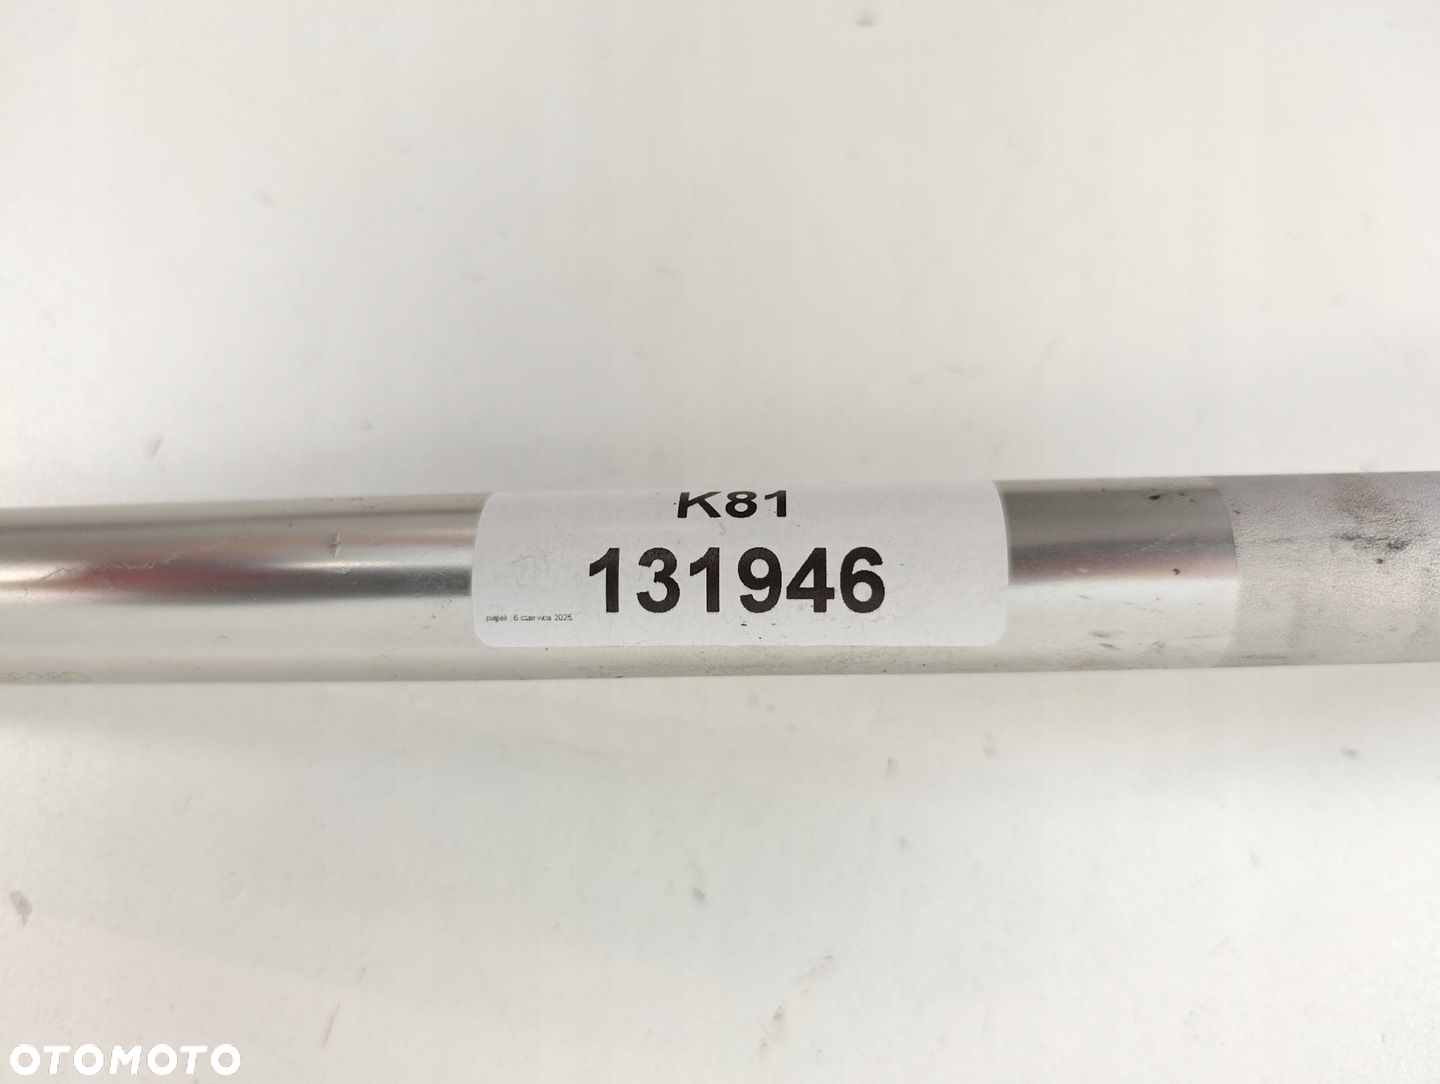 K81
131946
piątek, 6 czerwca 2025
OTOMOTO